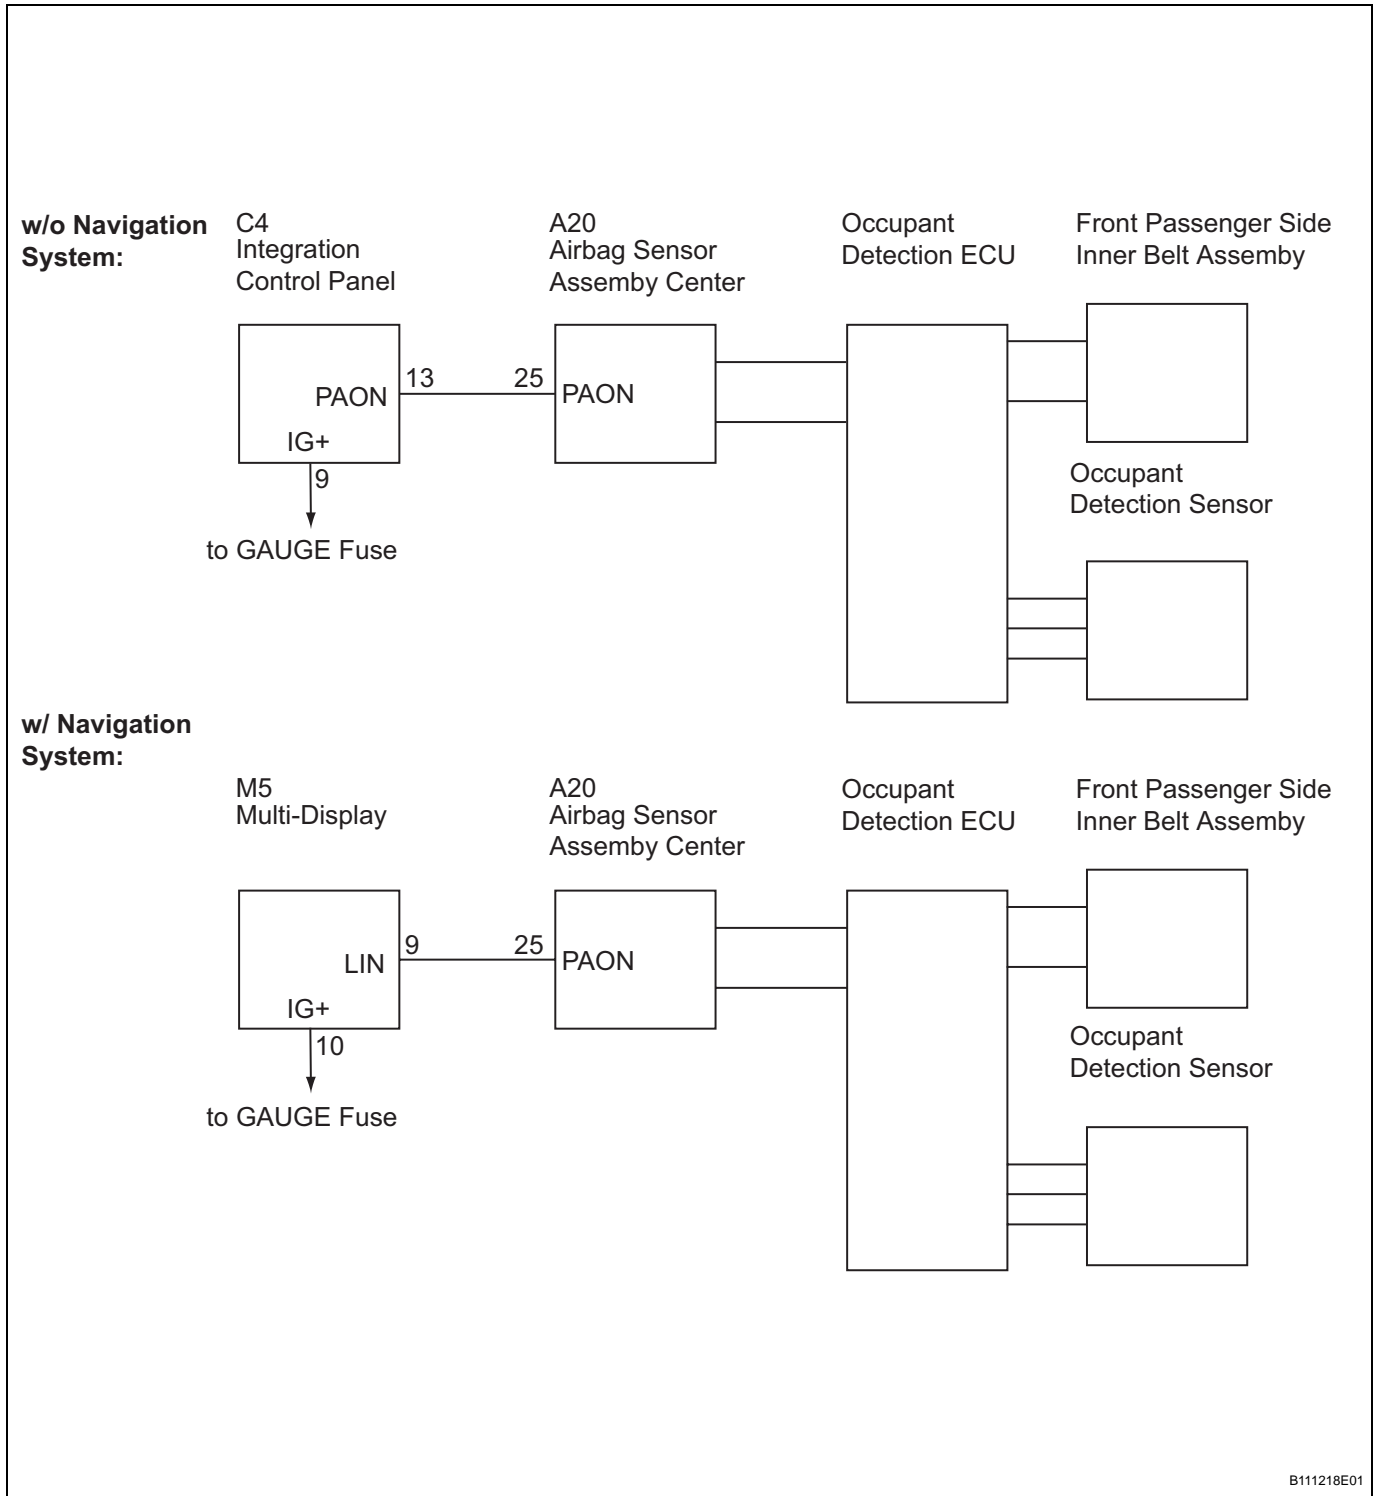 w/o Navigation
System:
C4
Integration
Control Panel
A20
Airbag Sensor
Assemby Center
Occupant
Detection ECU
Front Passenger Side
Inner Belt Assemby
PAON
13
25
PAON
IG+
9
to GAUGE Fuse
Occupant
Detection Sensor
w/ Navigation
System:
M5
Multi-Display
A20
Airbag Sensor
Assemby Center
Occupant
Detection ECU
Front Passenger Side
Inner Belt Assemby
LIN
9
25
PAON
IG+
10
to GAUGE Fuse
Occupant
Detection Sensor
B111218E01